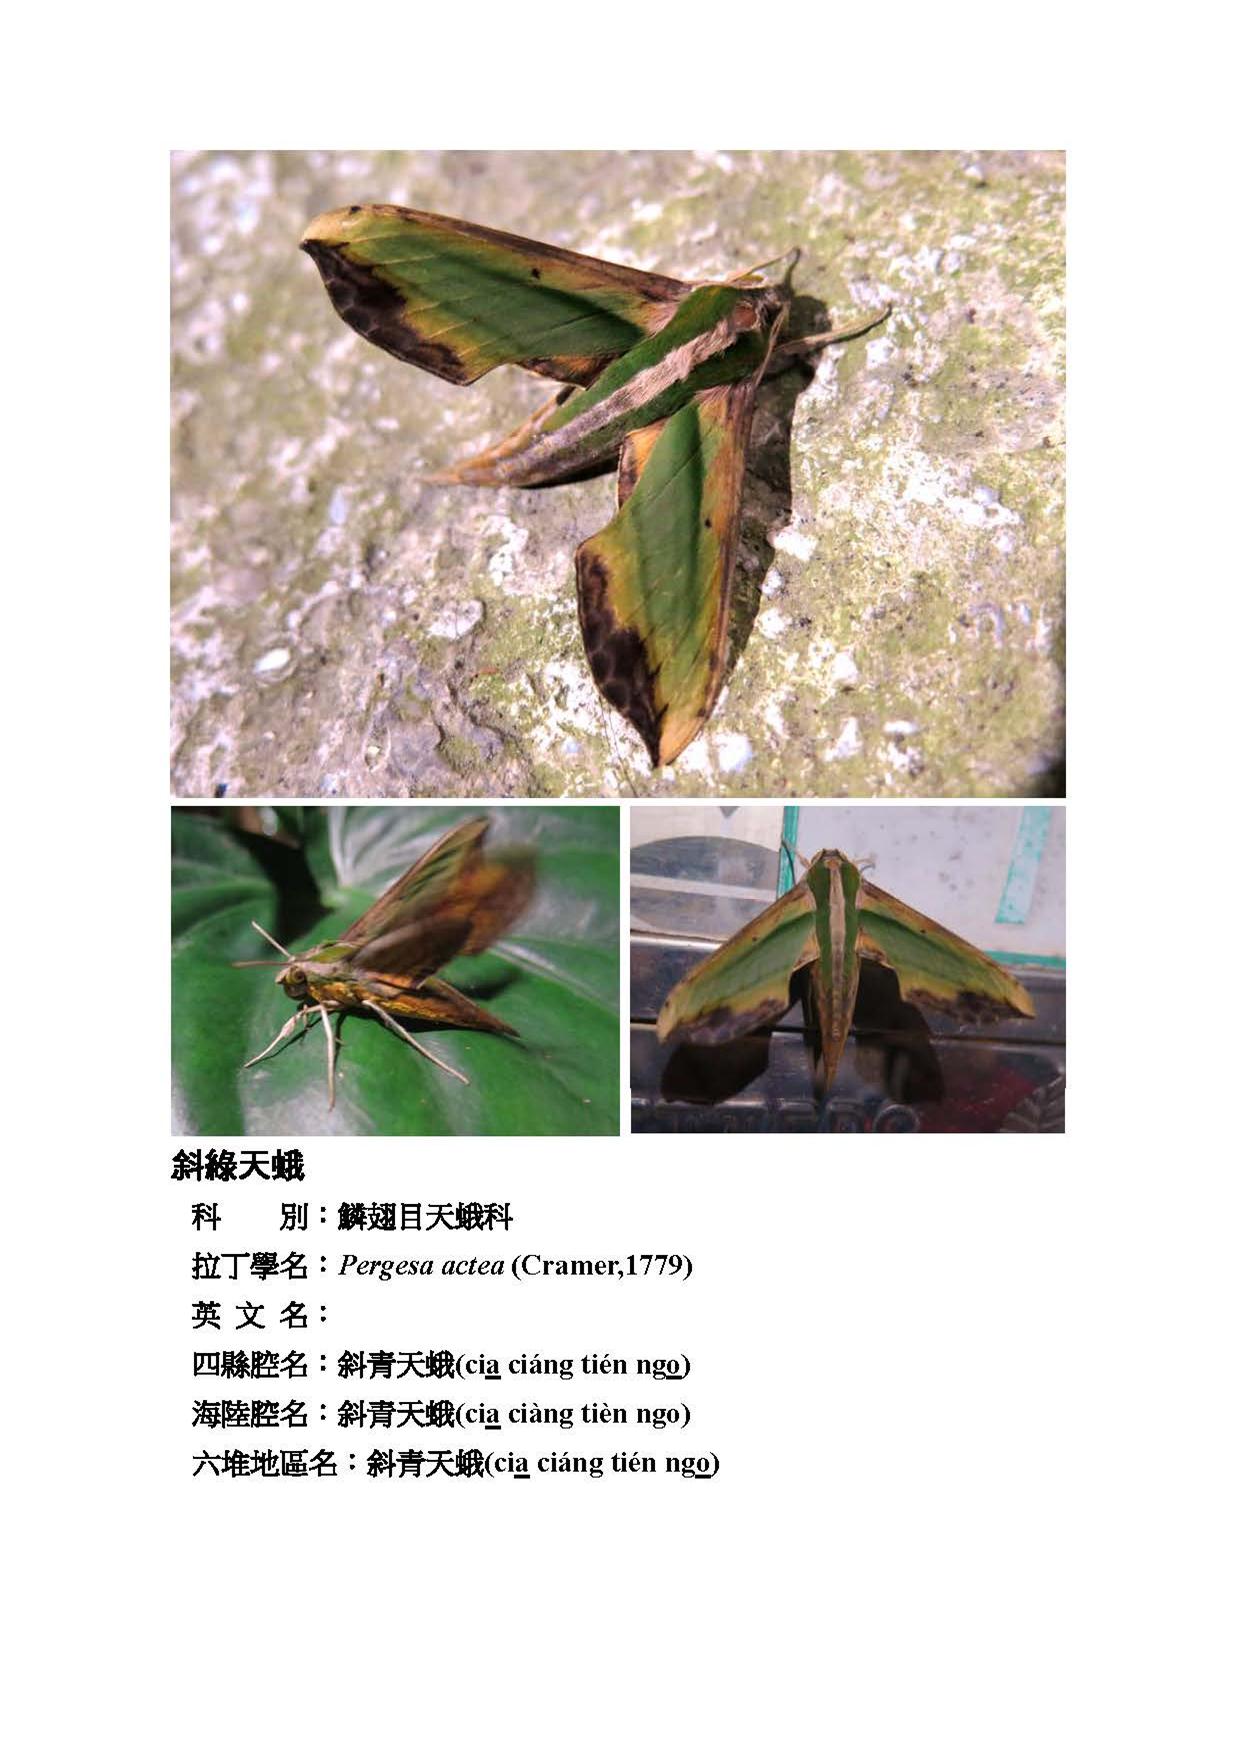 斜綠天蛾
科　　別：鱗翅目天蛾科
拉丁學名：Pergesa actea (Cramer,1779)
英 文 名：
四縣腔名：斜青天蛾(cia ciáng tién ngo)
海陸腔名：斜青天蛾(cia ciàng tièn ngo)
六堆地區名：斜青天蛾(cia ciáng tién ngo)